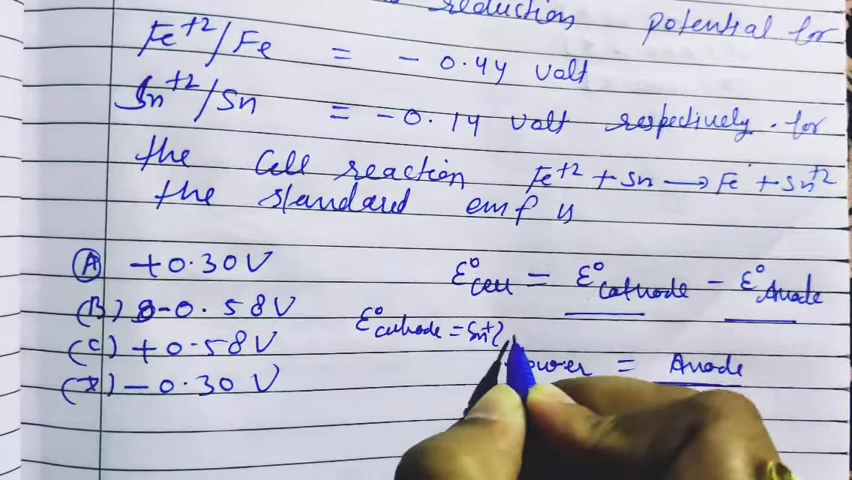 reduction potential for
Fe+2/Fe = - 0.44 volt
Sn+2/Sn = -0.14 volt respectively. for
the Cell reaction Fe+2 + Sn → Fe + Sn+2
the standard emf is
(A) +0.30V
(B) -0.58V
(C) +0.58V
- 0.30V
E°cell = E°Cathode - E°Anode
E°cathode = Sn+2/
= Anode